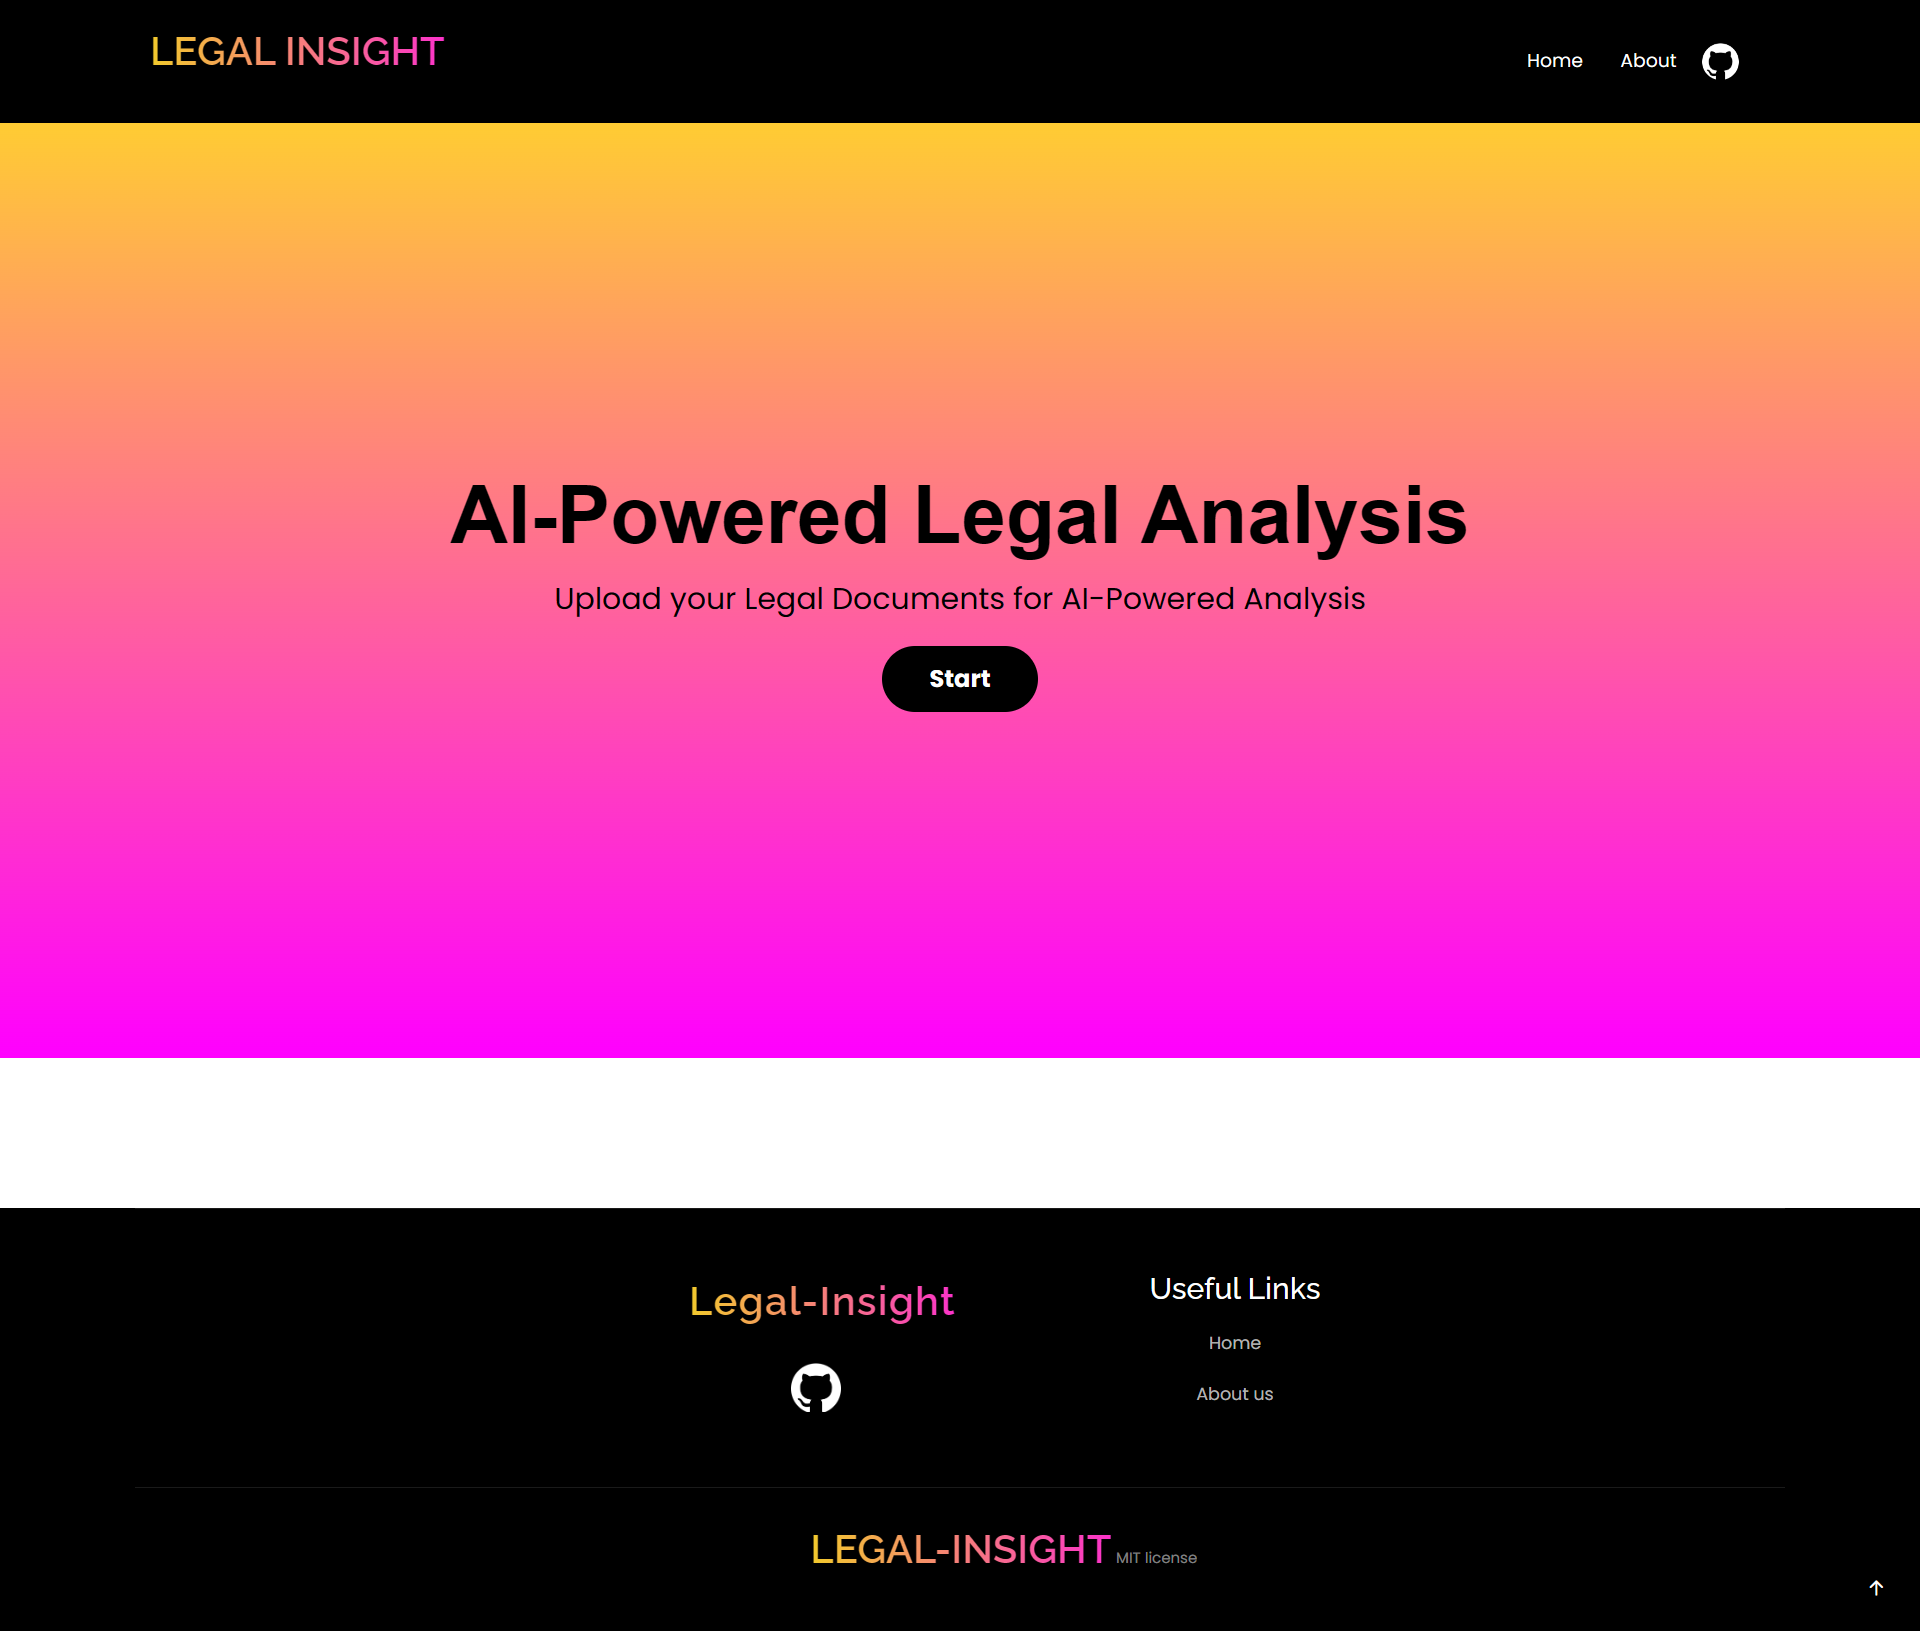 LEGAL INSIGHT
Home About
AI-Powered Legal Analysis
Upload your Legal Documents for AI-Powered Analysis
Start
Legal-Insight
Useful Links
Home
About us
LEGAL-INSIGHT MIT license